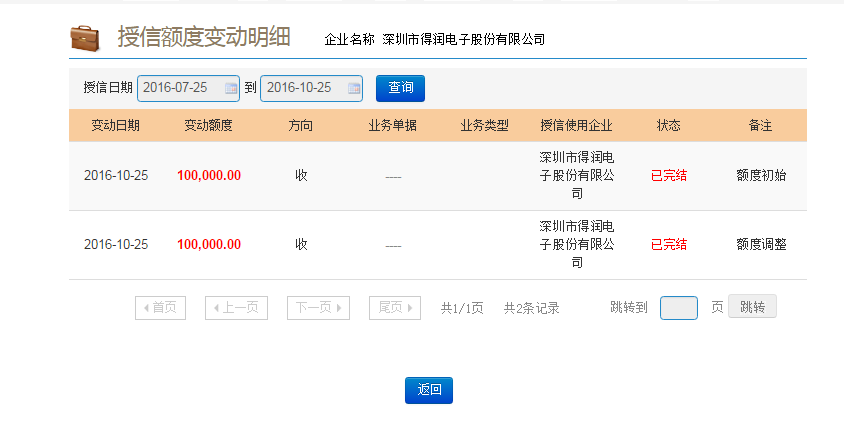 授信额度变动明细 企业名称 深圳市得润电子股份有限公司
授信日期 2016-07-25 到 2016-10-25 查询
变动日期 变动额度 方向 业务单据 业务类型 授信使用企业 状态 备注
深圳市得润电
2016-10-25 100,000.00 收 ---- 子股份有限公 已完结 额度初始
司
深圳市得润电
2016-10-25 100,000.00 收 ---- 子股份有限公 已完结 额度调整
司
首页 上一页 下一页 尾页 共1/1页 共2条记录 跳转到 页 跳转
返回